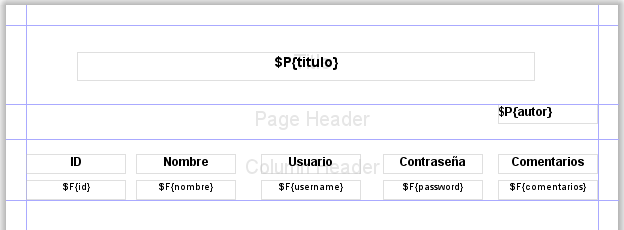 Title
$P{titulo}
$P{autor}
Page Header
ID Nombre Usuario Contraseña Comentarios
Column Header
$F{id} $F{nombre} $F{username} $F{password} $F{comentarios}